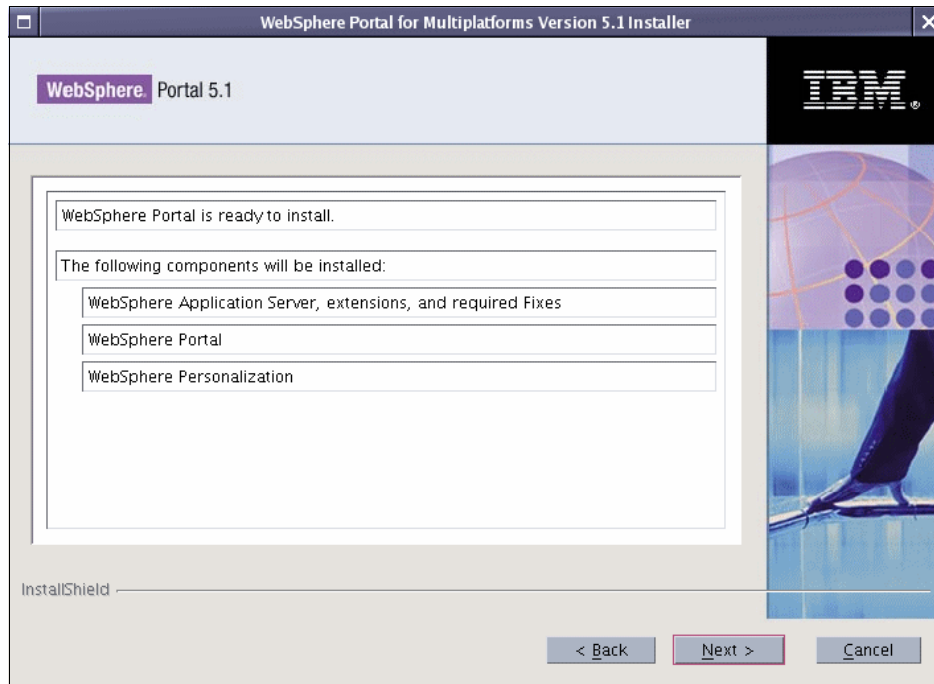 WebSphere Portal for Multiplatforms Version 5.1 Installer
WebSphere. Portal 5.1
IBM.®
WebSphere Portal is ready to install.
The following components will be installed:
WebSphere Application Server, extensions, and required Fixes
WebSphere Portal
WebSphere Personalization
InstallShield
< Back
Next >
Cancel